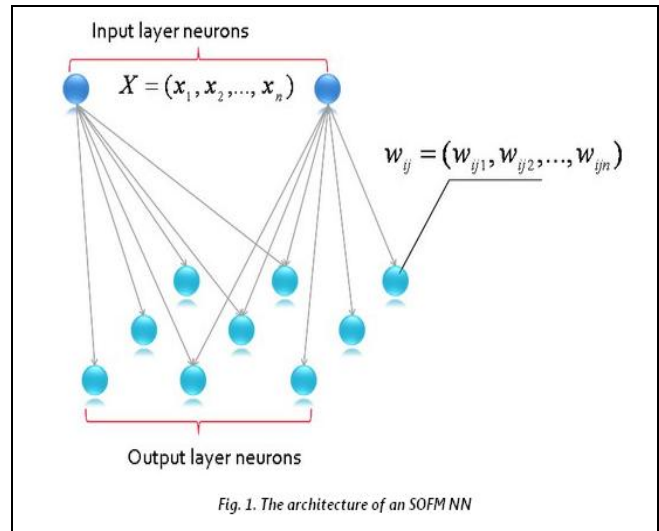 Input layer neurons
X = (x₁, x₂,..., xₙ)
wᵢⱼ = (wᵢⱼ₁, wᵢⱼ₂,..., wᵢⱼₙ)
Output layer neurons
Fig. 1. The architecture of an SOFM NN